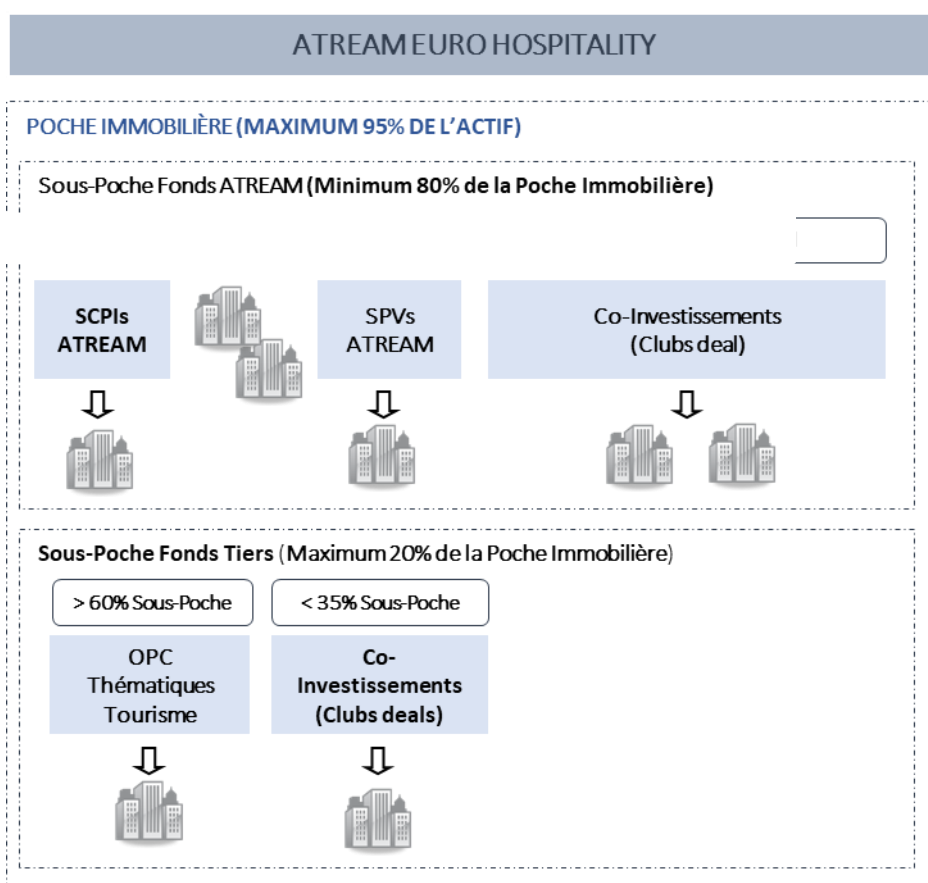 ATREAM EURO HOSPITALITY
POCHE IMMOBILIÈRE (MAXIMUM 95% DE L'ACTIF)
Sous-Poche Fonds ATREAM (Minimum 80% de la Poche Immobilière)
SCPIs
ATREAM
SPVs
ATREAM
Co-Investissements
(Clubs deal)
Sous-Poche Fonds Tiers (Maximum 20% de la Poche Immobilière)
> 60% Sous-Poche
< 35% Sous-Poche
OPC
Thématiques
Tourisme
Co-
Investissements
(Clubs deals)